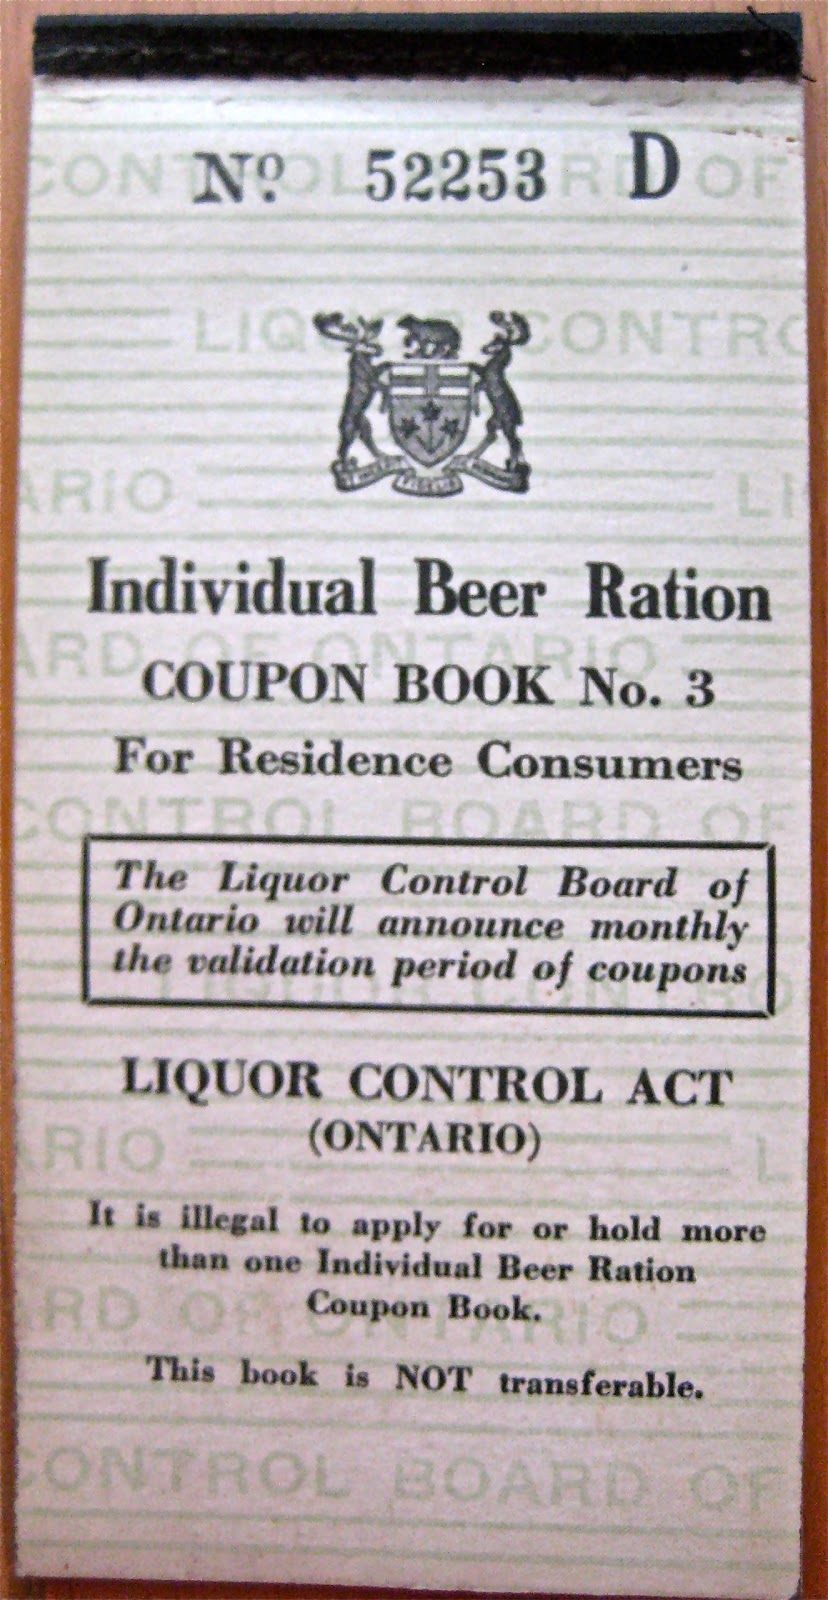 No 52253 D
Individual Beer Ration
COUPON BOOK No. 3
For Residence Consumers
The Liquor Control Board of
Ontario will announce monthly
the validation period of coupons
LIQUOR CONTROL ACT
(ONTARIO)
It is illegal to apply for or hold more
than one Individual Beer Ration
Coupon Book.
This book is NOT transferable.